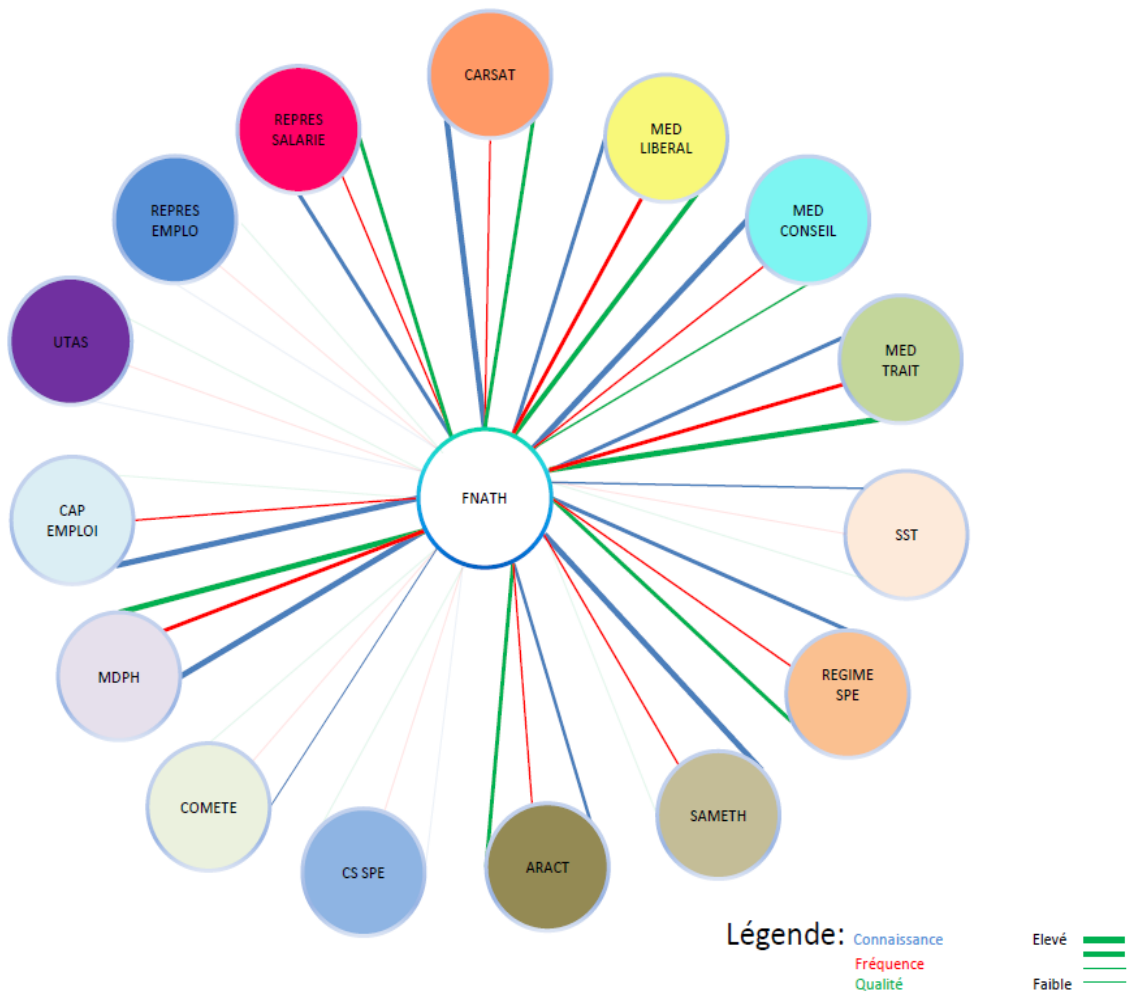 CARSAT
REPRES
SALARIE
MED
LIBERAL
REPRES
EMPLO
MED
CONSEIL
UTAS
MED
TRAIT
FNATH
CAP
EMPLOI
SST
MDPH
REGIME
SPE
COMETE
SAMETH
CS SPE
ARACT
Légende: Connaissance Elevé
Fréquence
Qualité Faible